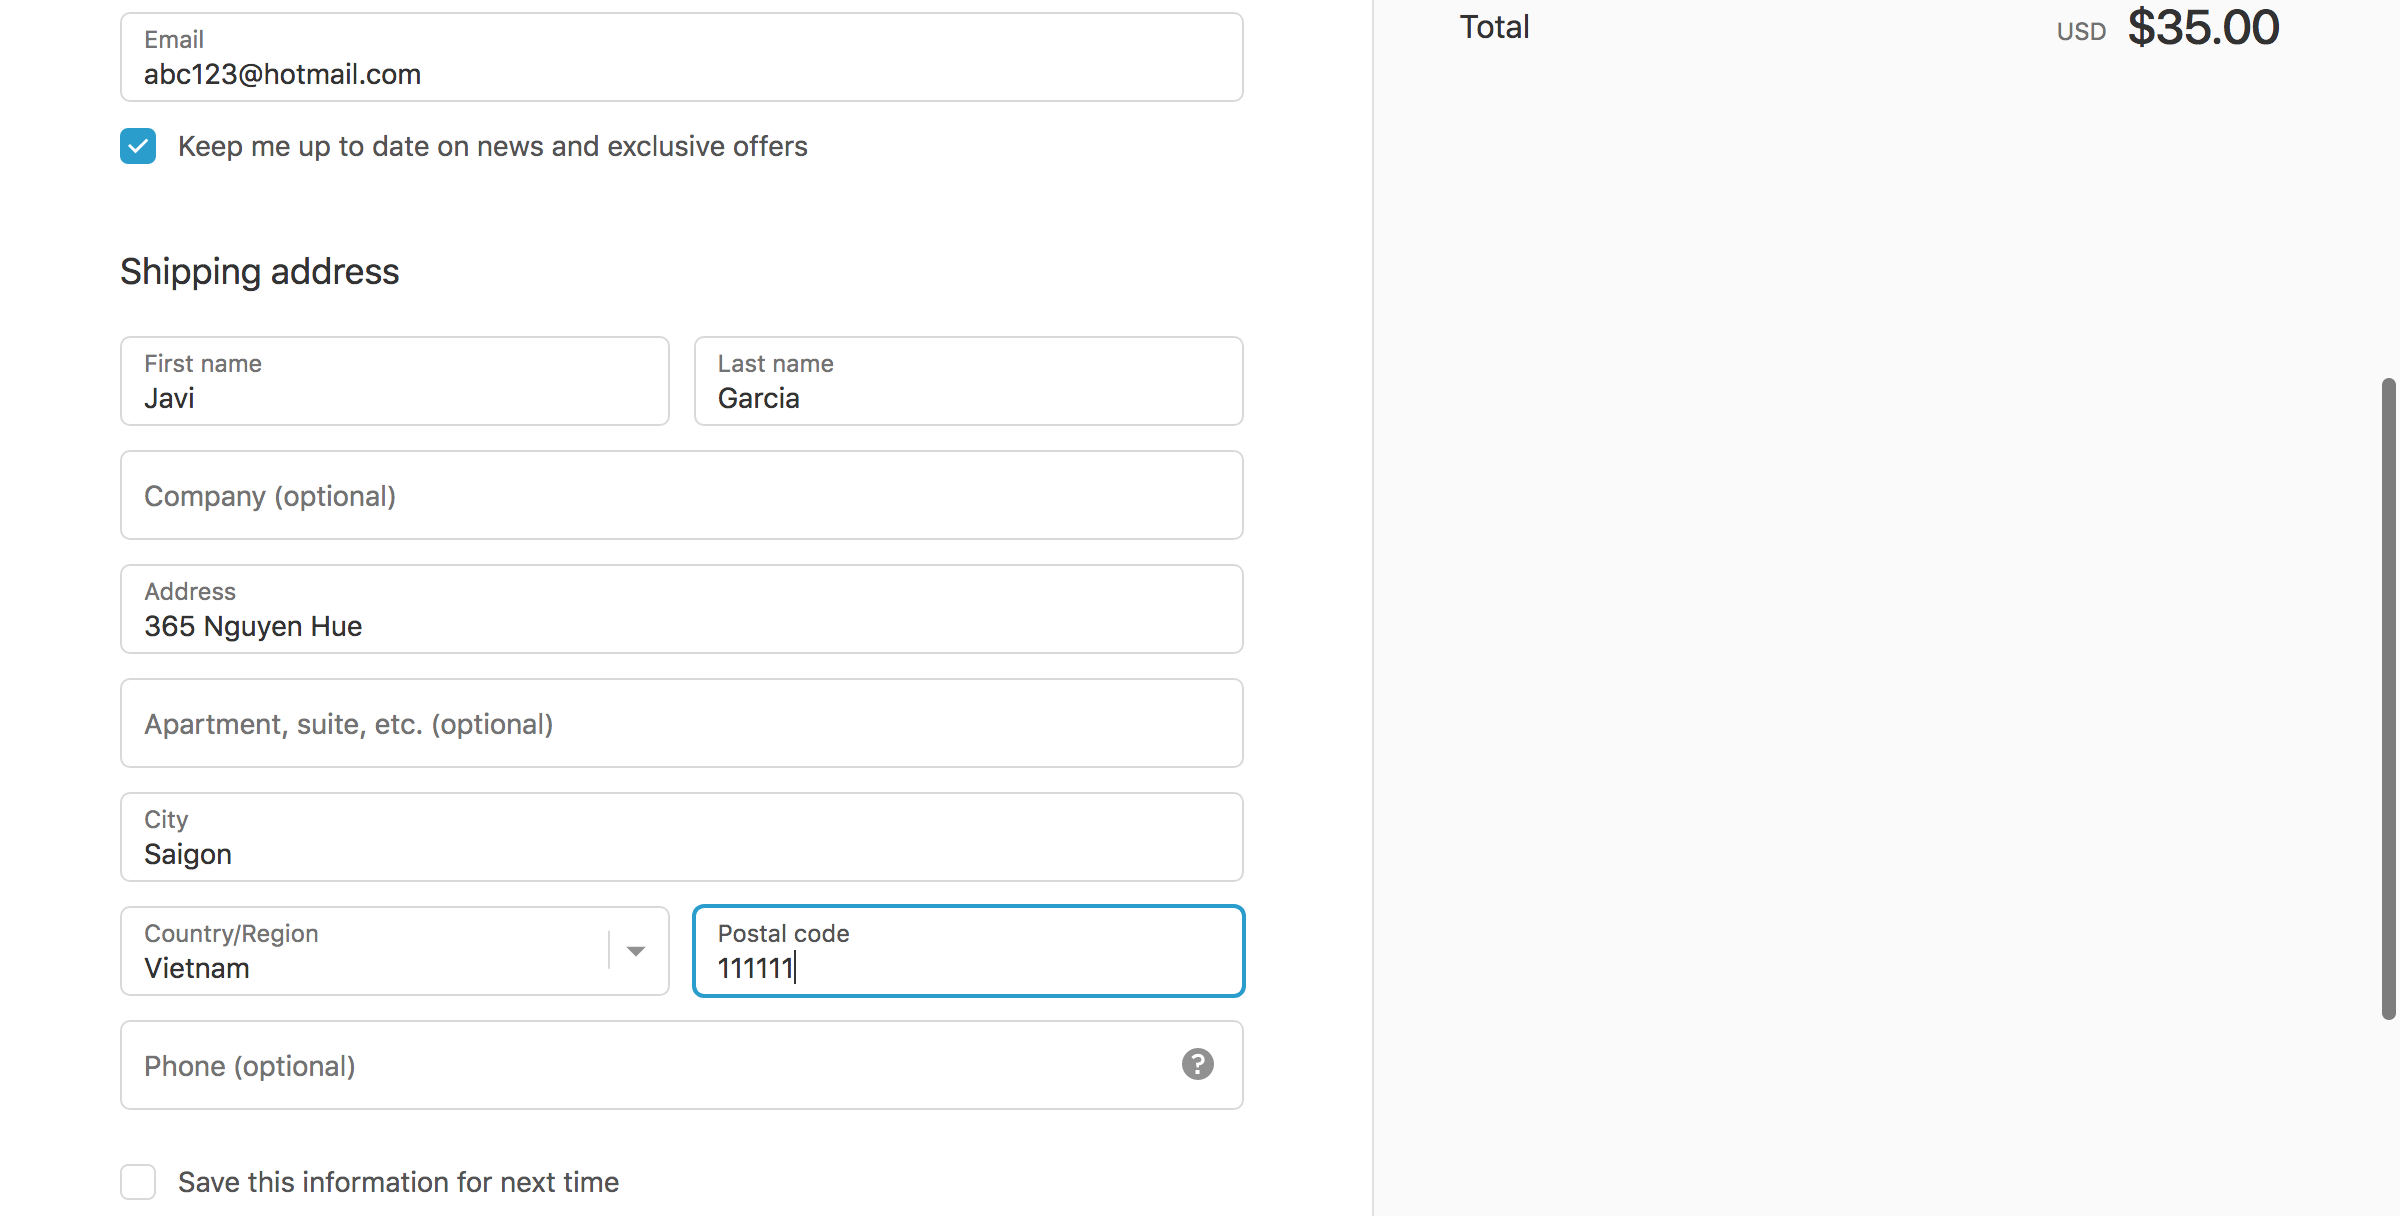 Email
abc123@hotmail.com
Keep me up to date on news and exclusive offers
Shipping address
First name
Javi
Last name
Garcia
Company (optional)
Address
365 Nguyen Hue
Apartment, suite, etc. (optional)
City
Saigon
Country/Region
Vietnam
Postal code
111111
Phone (optional)
?
Save this information for next time
Total
USD $35.00